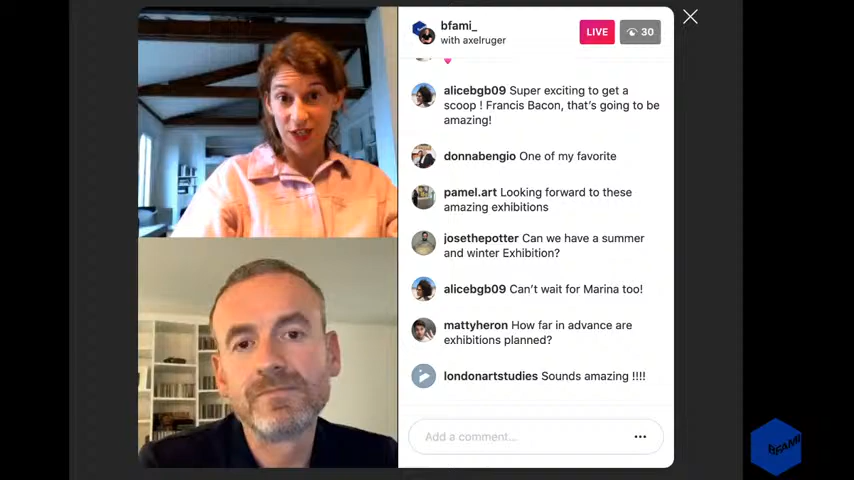 bfami_
with axelruger
LIVE
30
alicebgb09 Super exciting to get a
scoop ! Francis Bacon, that's going to be
amazing!
donnabengio One of my favorite
pamel.art Looking forward to these
amazing exhibitions
josethepotter Can we have a summer
and winter Exhibition?
alicebgb09 Can't wait for Marina too!
mattyheron How far in advance are
exhibitions planned?
londonartstudies Sounds amazing !!!!
Add a comment...
BFAMI